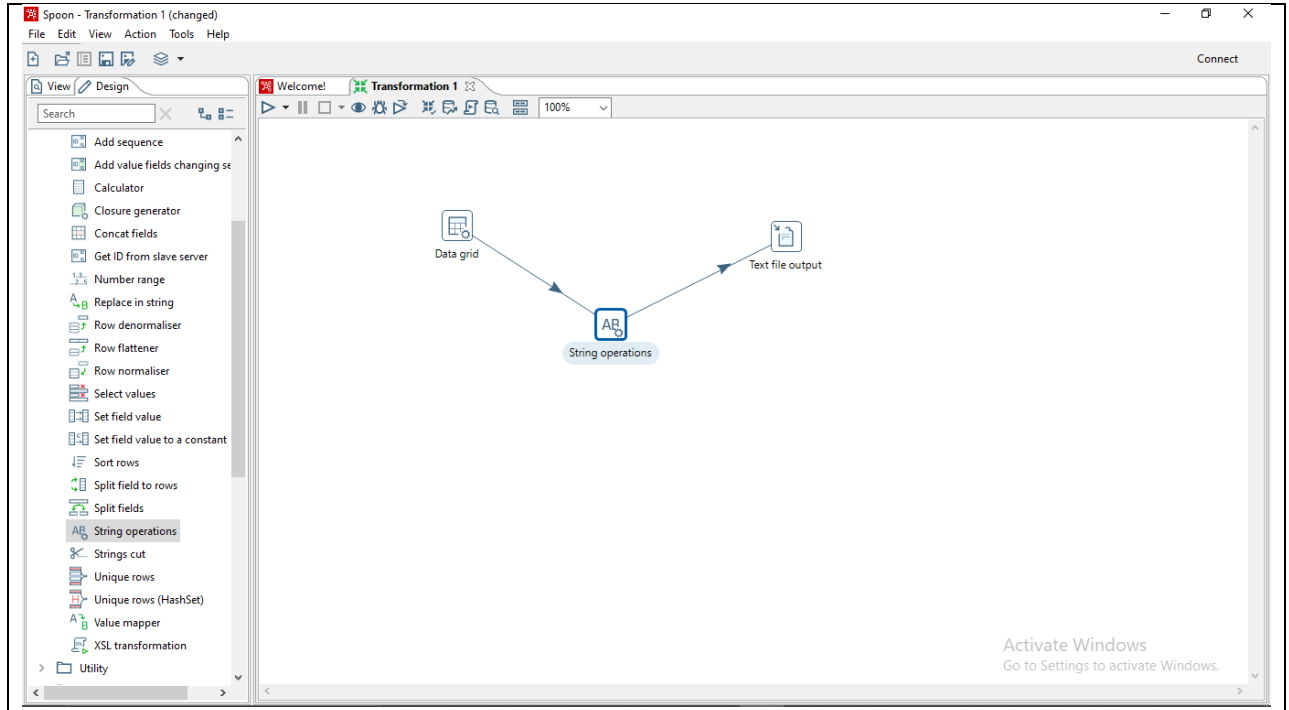 Spoon - Transformation 1 (changed)
File Edit View Action Tools Help
Connect
View Design
Welcome! Transformation 1
Search
100%
Add sequence
Add value fields changing se
Calculator
Closure generator
Concat fields
Get ID from slave server
Number range
Replace in string
Row denormaliser
Row flattener
Row normaliser
Select values
Set field value
Set field value to a constant
Sort rows
Split field to rows
Split fields
String operations
Strings cut
Unique rows
Unique rows (HashSet)
Value mapper
XSL transformation
Utility
Data grid
Text file output
AB
String operations
Activate Windows
Go to Settings to activate Windows.